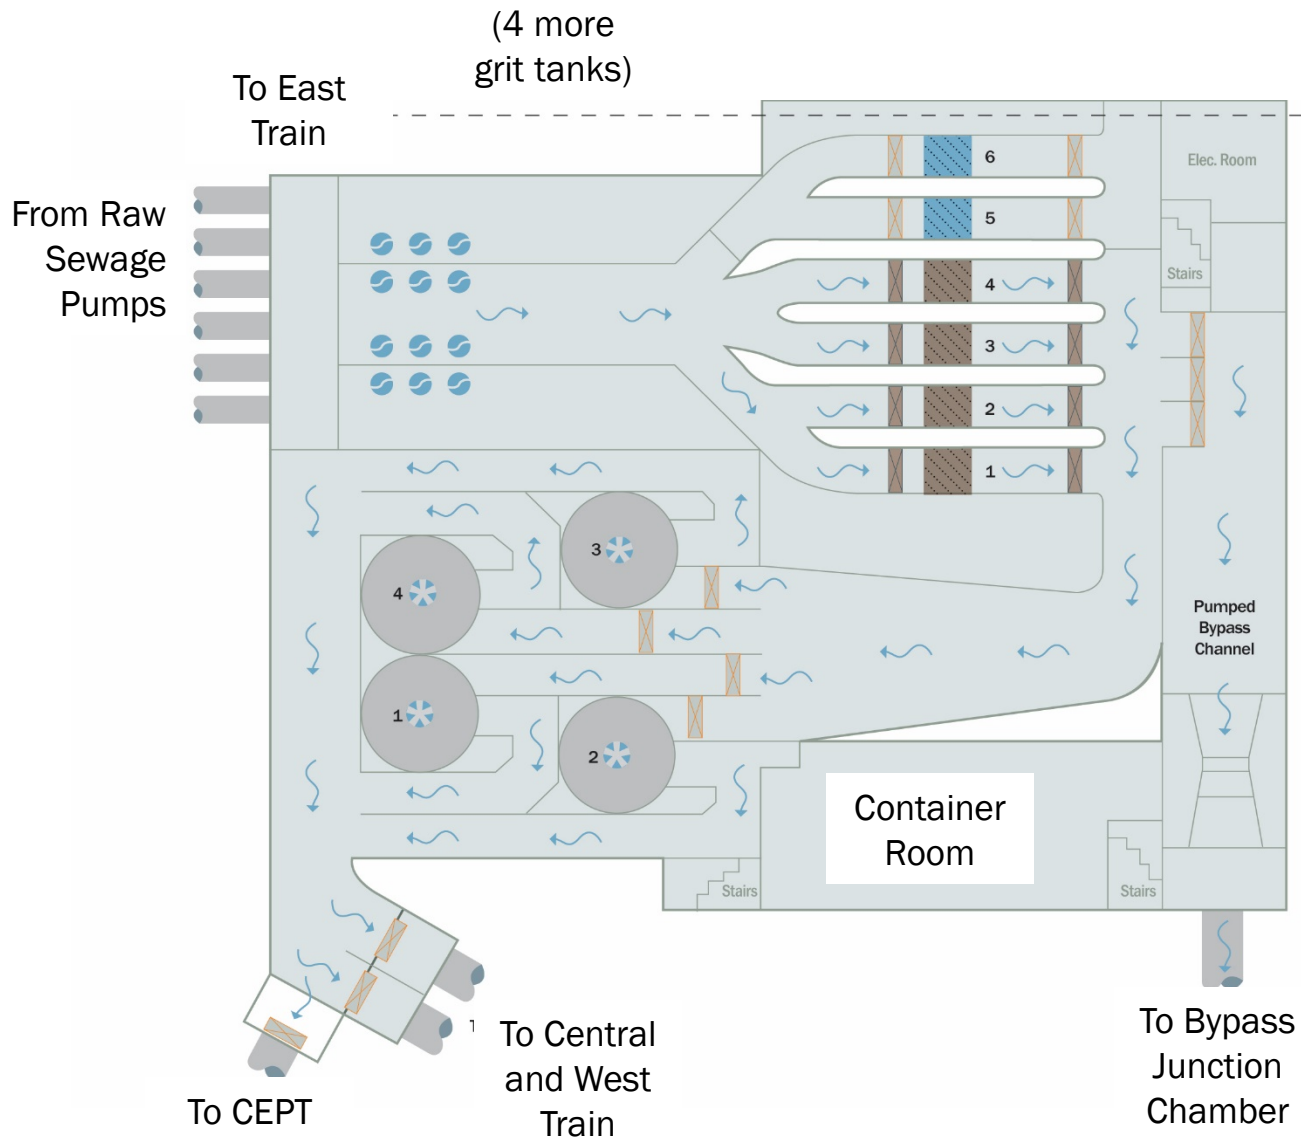 (4 more
grit tanks)
To East
Train
From Raw
Sewage
Pumps
6
Elec. Room
5
Stairs
4
3
2
1
3
4
1
2
Pumped
Bypass
Channel
Container
Room
Stairs
Stairs
To Central
and West
Train
To CEPT
To Bypass
Junction
Chamber